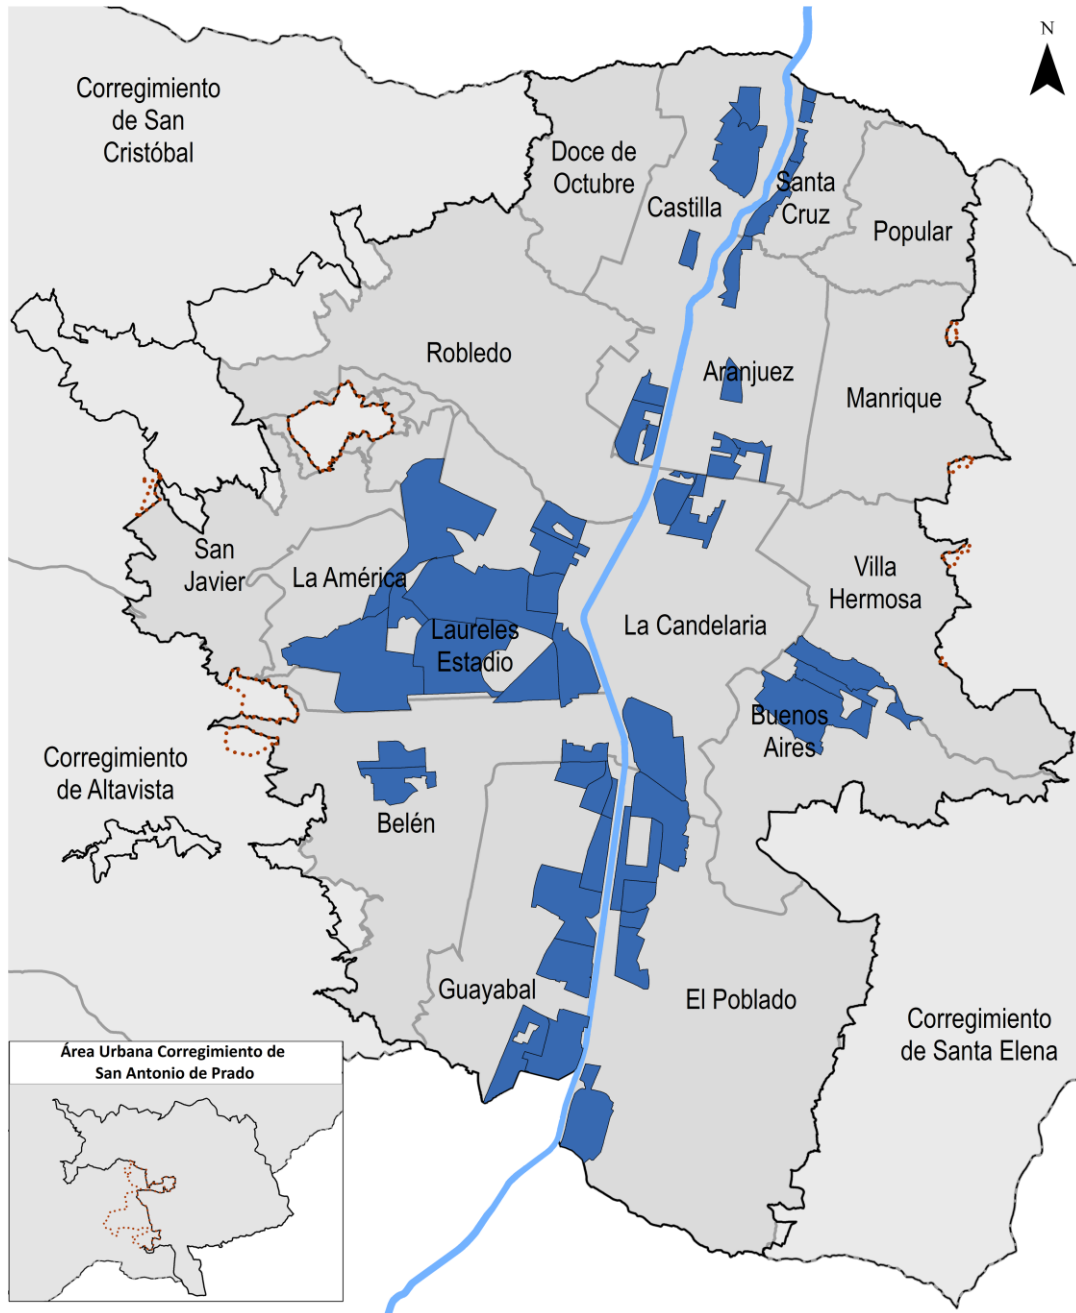 N
Corregimiento
de San
Cristóbal
Doce de
Octubre
Castilla
Santa
Cruz
Popular
Robledo
Aranjuez
Manrique
San
Javier
La América
Laureles
Estadio
La Candelaria
Villa
Hermosa
Buenos
Aires
Corregimiento
de Altavista
Belén
Guayabal
El Poblado
Corregimiento
de Santa Elena
Área Urbana Corregimiento de
San Antonio de Prado